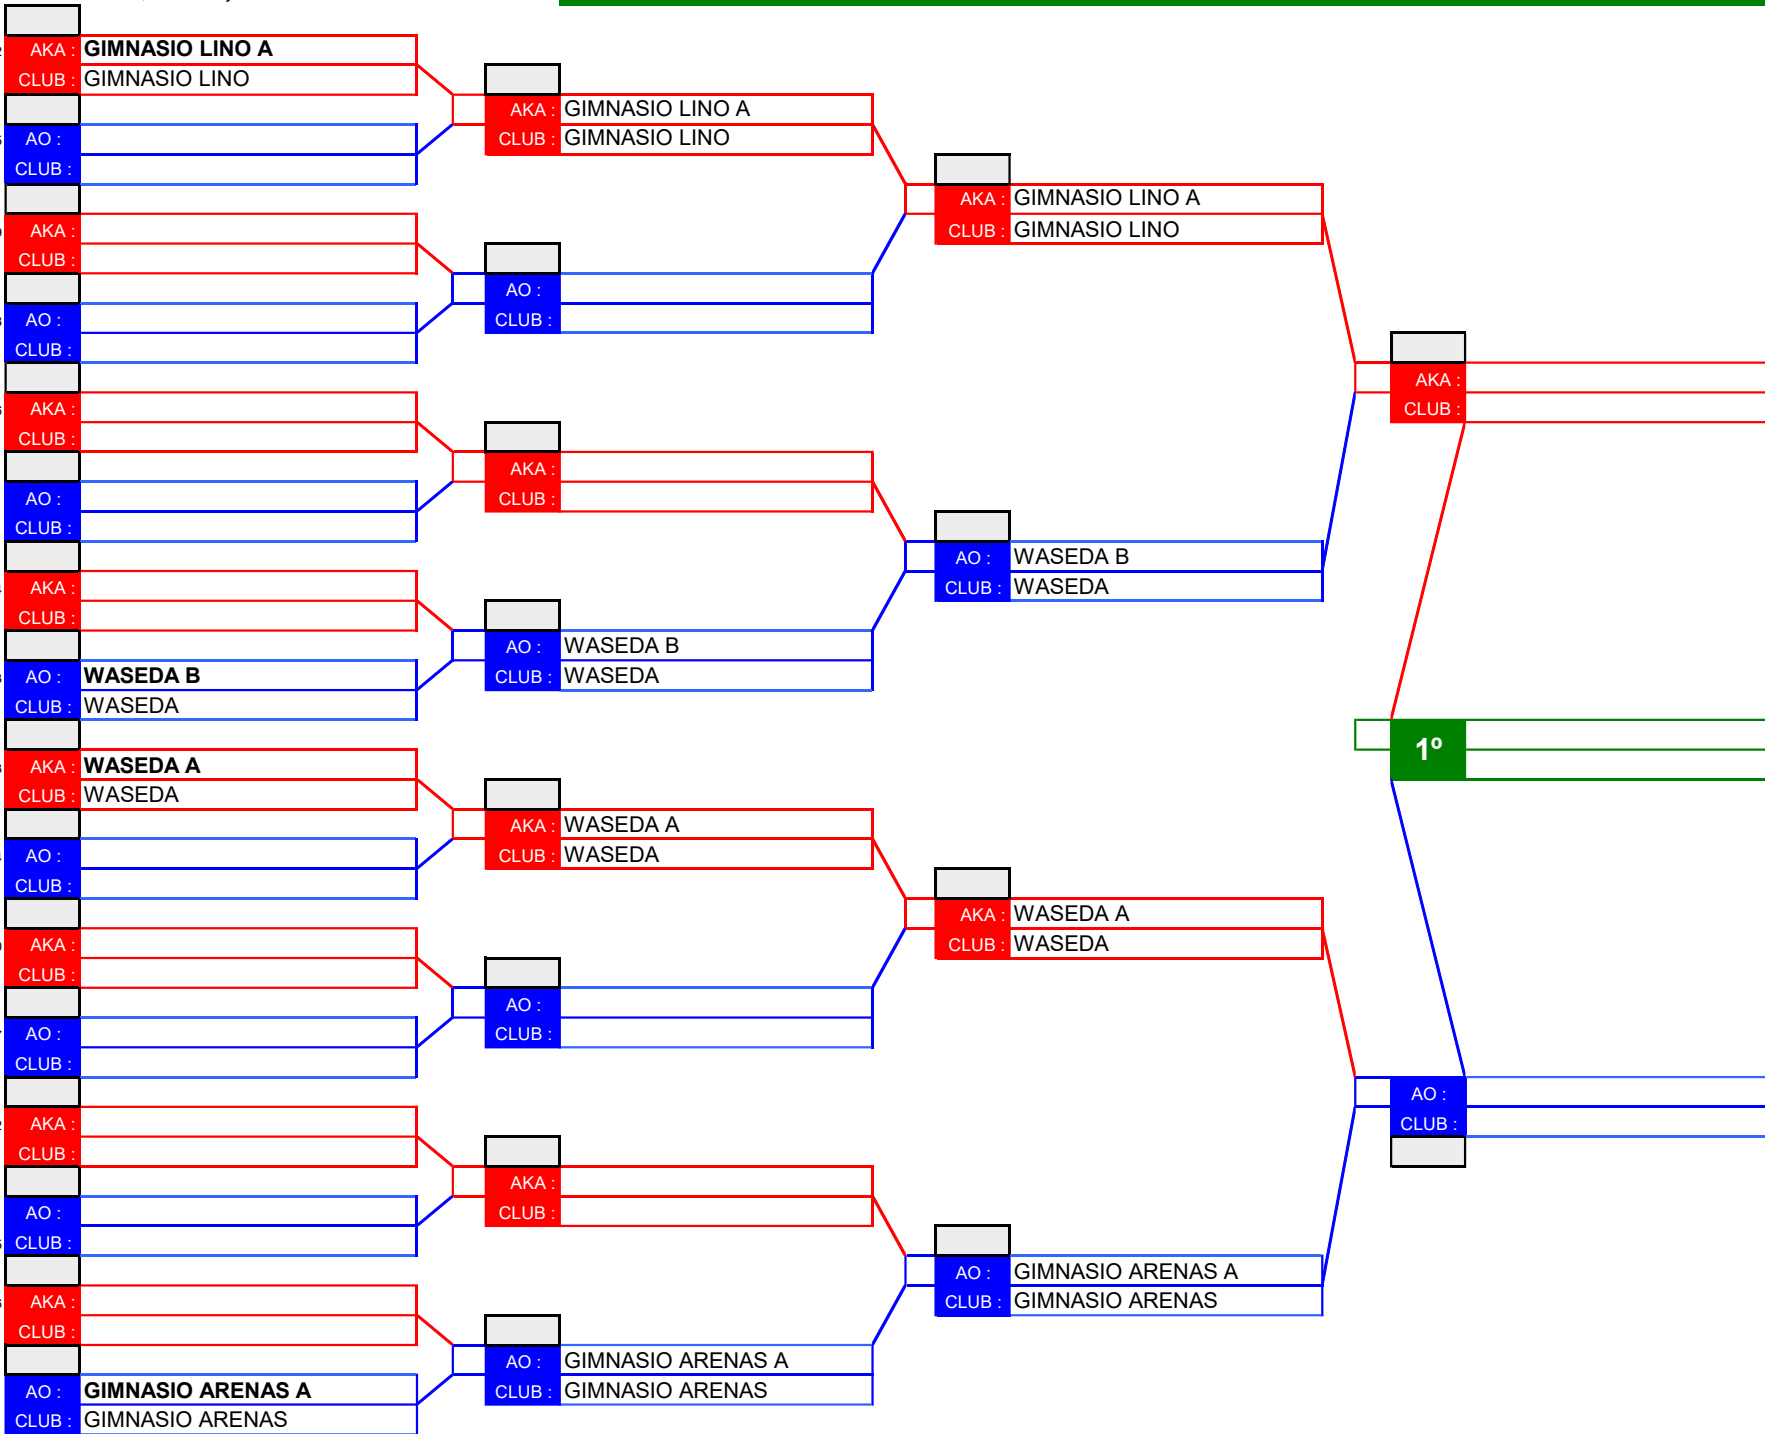 AKA : GIMNASIO LINO A
CLUB : GIMNASIO LINO
AO :
CLUB :
AKA :
CLUB :
AO :
CLUB :
AKA :
CLUB :
AO :
CLUB :
AKA :
CLUB :
AO : WASEDA B
CLUB : WASEDA
AKA : WASEDA A
CLUB : WASEDA
AO :
CLUB :
AKA :
CLUB :
AO :
CLUB :
AKA :
CLUB :
AO :
CLUB :
AKA :
CLUB :
AO : GIMNASIO ARENAS A
CLUB : GIMNASIO ARENAS
AKA : GIMNASIO LINO A
CLUB : GIMNASIO LINO
AO :
CLUB :
AKA :
CLUB :
AO : WASEDA B
CLUB : WASEDA
AKA : WASEDA A
CLUB : WASEDA
AO :
CLUB :
AKA :
CLUB :
AO : GIMNASIO ARENAS A
CLUB : GIMNASIO ARENAS
AKA : GIMNASIO LINO A
CLUB : GIMNASIO LINO
AO : WASEDA B
CLUB : WASEDA
AKA : WASEDA A
CLUB : WASEDA
AO : GIMNASIO ARENAS A
CLUB : GIMNASIO ARENAS
AKA :
CLUB :
1º
AO :
CLUB :